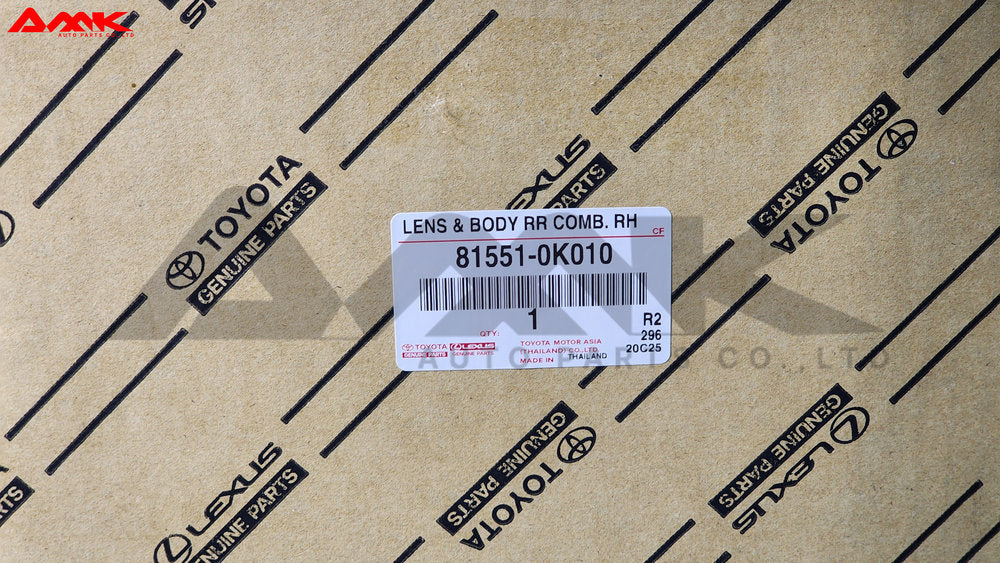 AMK
AUTO PARTS CO.,LTD
TOYOTA
GENUINE PARTS
LEXUS
GENUINE PARTS
GENUINE PARTS
TOYOTA
LENS & BODY RR COMB. RH
CF
81551-0K010
1
QTY:
R2
296
20C25
TOYOTA
GENUINE PARTS
LEXUS
GENUINE PARTS
TOYOTA MOTOR ASIA
(THAILAND) CO.,LTD.
MADE IN THAILAND
AMK
AUTO PARTS CO.,LTD
PARTS
LEXUS
GENUINE PARTS
GENUINE PARTS
TOYOTA
GENUINE PARTS
LEXUS